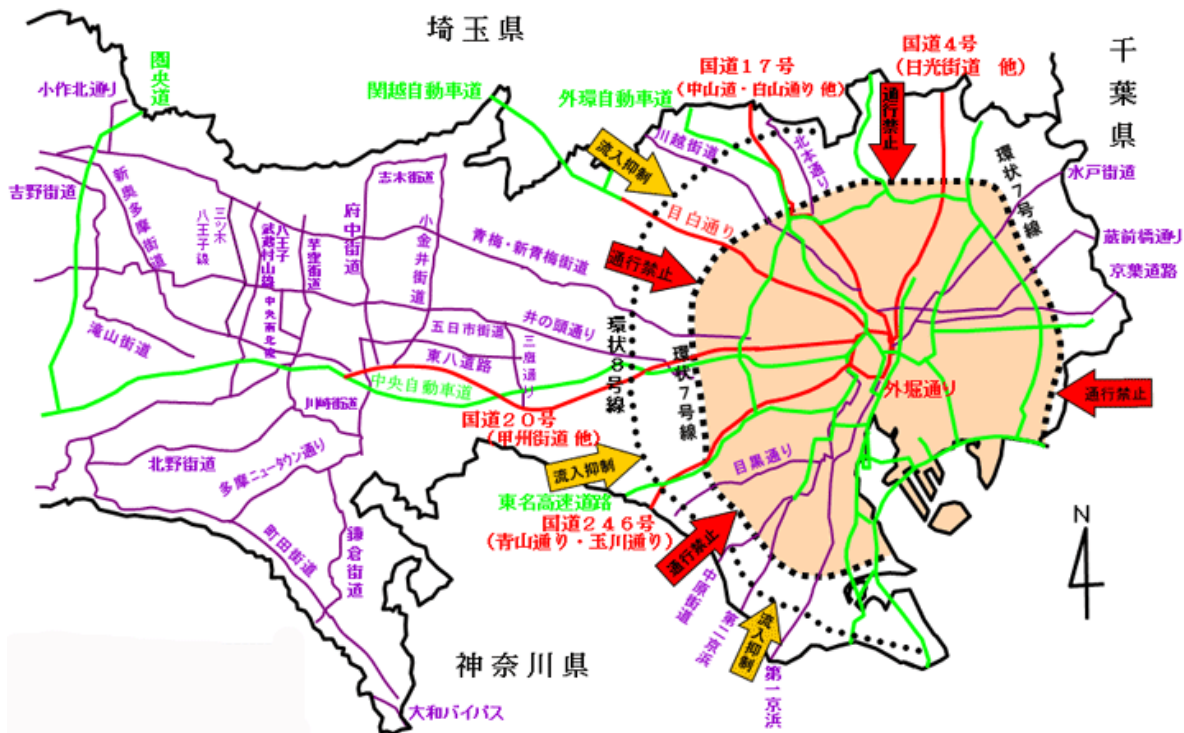 埼玉県
千葉県
国道4号
(日光街道 他)
国道17号
(中山道・白山通り 他)
圏央道
小作北通り
関越自動車道
外環自動車道
通行禁止
流入抑制
川越街道
北本通り
環状7号線
水戸街道
蔵前橋通り
京葉道路
吉野街道
新奥多摩街道
三ツ木
八王子線
八王子
武蔵村山線
芋窪街道
府中街道
志木街道
小金井街道
青梅・新青梅街道
目白通り
通行禁止
滝山街道
中央南北線
五日市街道
井の頭通り
東八道路
三鷹通り
環状8号線
環状7号線
中央自動車道
川崎街道
国道20号
(甲州街道 他)
外堀通り
通行禁止
北野街道
多摩ニュータウン通り
流入抑制
目黒通り
東名高速道路
国道246号
(青山通り・玉川通り)
通行禁止
町田街道
鎌倉街道
中原街道
第二京浜
流入抑制
第一京浜
神奈川県
大和バイパス
N